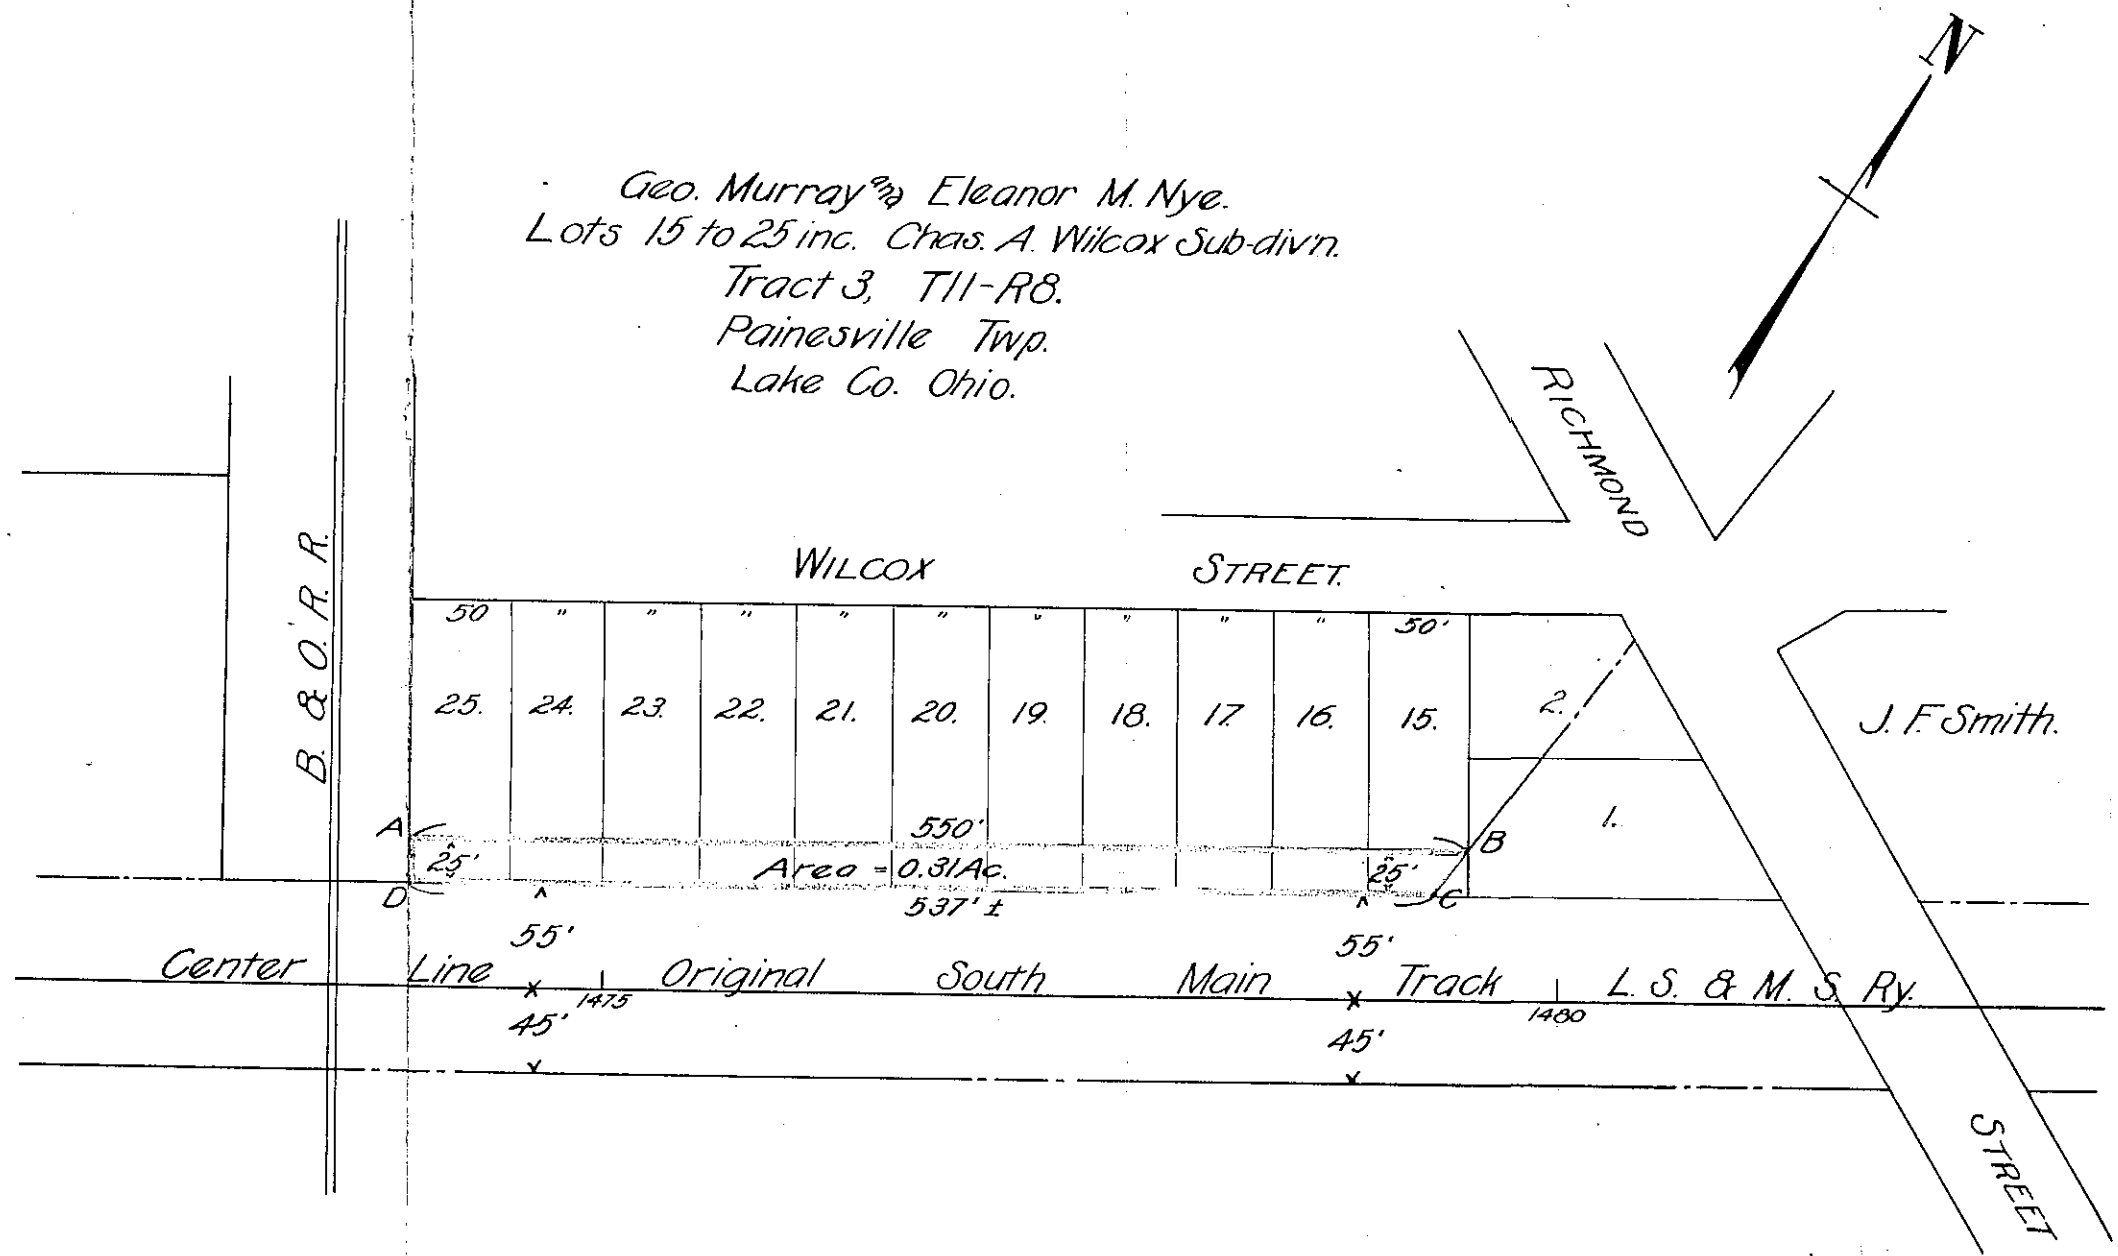 N
Geo. Murray and Eleanor M. Nye.
Lots 15 to 25 inc. Chas. A. Wilcox Sub-div'n.
Tract 3, T11-R8.
Painesville Twp.
Lake Co. Ohio.
RICHMOND
B. & O. R. R.
WILCOX STREET.
50 " " " " " " " " " 50'
25. 24. 23. 22. 21. 20. 19. 18. 17. 16. 15. 2. J. F. Smith.
1.
A 550' B
25' Area = 0.31 Ac. 25'
D 537' ± C
55' 55'
Center Line Original South Main Track L. S. & M. S. Ry.
1475 1480
45' 45'
STREET